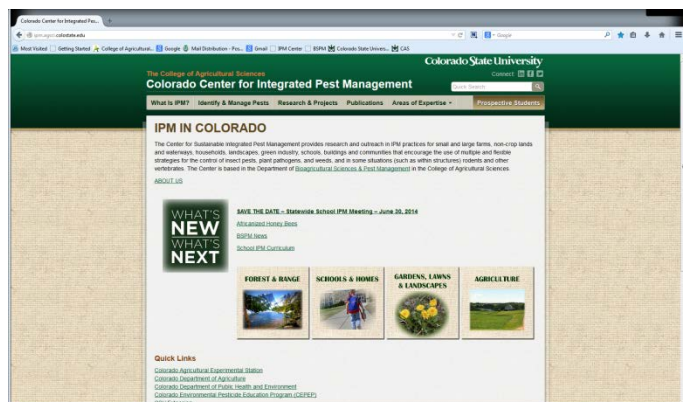 Colorado Center for Integrated Pes...
ipm.agsci.colostate.edu
Google
Most Visited Getting Started College of Agricultural... Google Mail Distribution - Pos... Gmail IPM Center BSPM Colorado State Univers... CAS
Colorado State University
The College of Agricultural Sciences
Connect:
Colorado Center for Integrated Pest Management
Quick Search
What Is IPM? Identify & Manage Pests Research & Projects Publications Areas of Expertise Prospective Students
IPM IN COLORADO
The Center for Sustainable Integrated Pest Management provides research and outreach in IPM practices for small and large farms, non-crop lands
and waterways, households, landscapes, green industry, schools, buildings and communities that encourage the use of multiple and flexible
strategies for the control of insect pests, plant pathogens, and weeds, and in some situations (such as within structures) rodents and other
vertebrates. The Center is based in the Department of Bioagricultural Sciences & Pest Management in the College of Agricultural Sciences
ABOUT US
WHAT'S
NEW
WHAT'S
NEXT
SAVE THE DATE – Statewide School IPM Meeting – June 30, 2014
Africanized Honey Bees
BSPM News
School IPM Curriculum
FOREST & RANGE
SCHOOLS & HOMES
GARDENS, LAWNS
& LANDSCAPES
AGRICULTURE
Quick Links
Colorado Agricultural Experimental Station
Colorado Department of Agriculture
Colorado Department of Public Health and Environment
Colorado Environmental Pesticide Education Program (CEPEP)